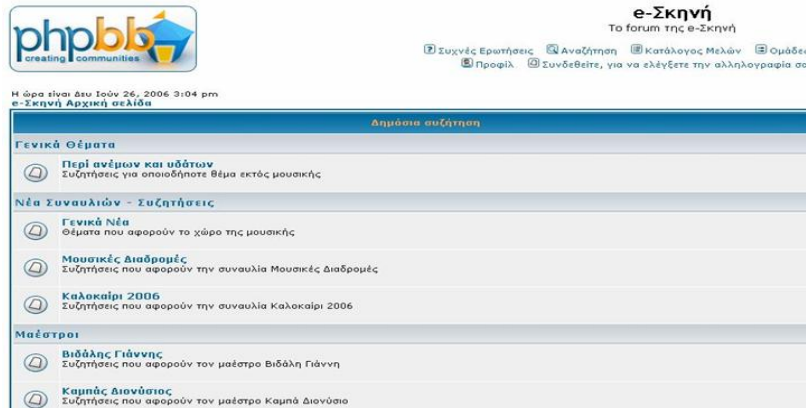 phpbb
creating communities
e-Σκηνή
Το forum της e-Σκηνή
Συχνές Ερωτήσεις Αναζήτηση Κατάλογος Μελών Ομάδε
Προφίλ Συνδεθείτε, για να ελέγξετε την αλληλογραφία σα
Η ώρα είναι Δευ Ιούν 26, 2006 3:04 pm
e-Σκηνή Αρχική σελίδα
Δημόσια συζήτηση
Γενικά Θέματα
Περί ανέμων και υδάτων
Συζητήσεις για οποιοδήποτε θέμα εκτός μουσικής
Νέα Συναυλιών - Συζητήσεις
Γενικά Νέα
Θέματα που αφορούν το χώρο της μουσικής
Μουσικές Διαδρομές
Συζητήσεις που αφορούν την συναυλία Μουσικές Διαδρομές
Καλοκαίρι 2006
Συζητήσεις που αφορούν την συναυλία Καλοκαίρι 2006
Μαέστροι
Βιδάλης Γιάννης
Συζητήσεις που αφορούν τον μαέστρο Βιδάλη Γιάννη
Καμπάς Διονύσιος
Συζητήσεις που αφορούν τον μαέστρο Καμπά Διονύσιο